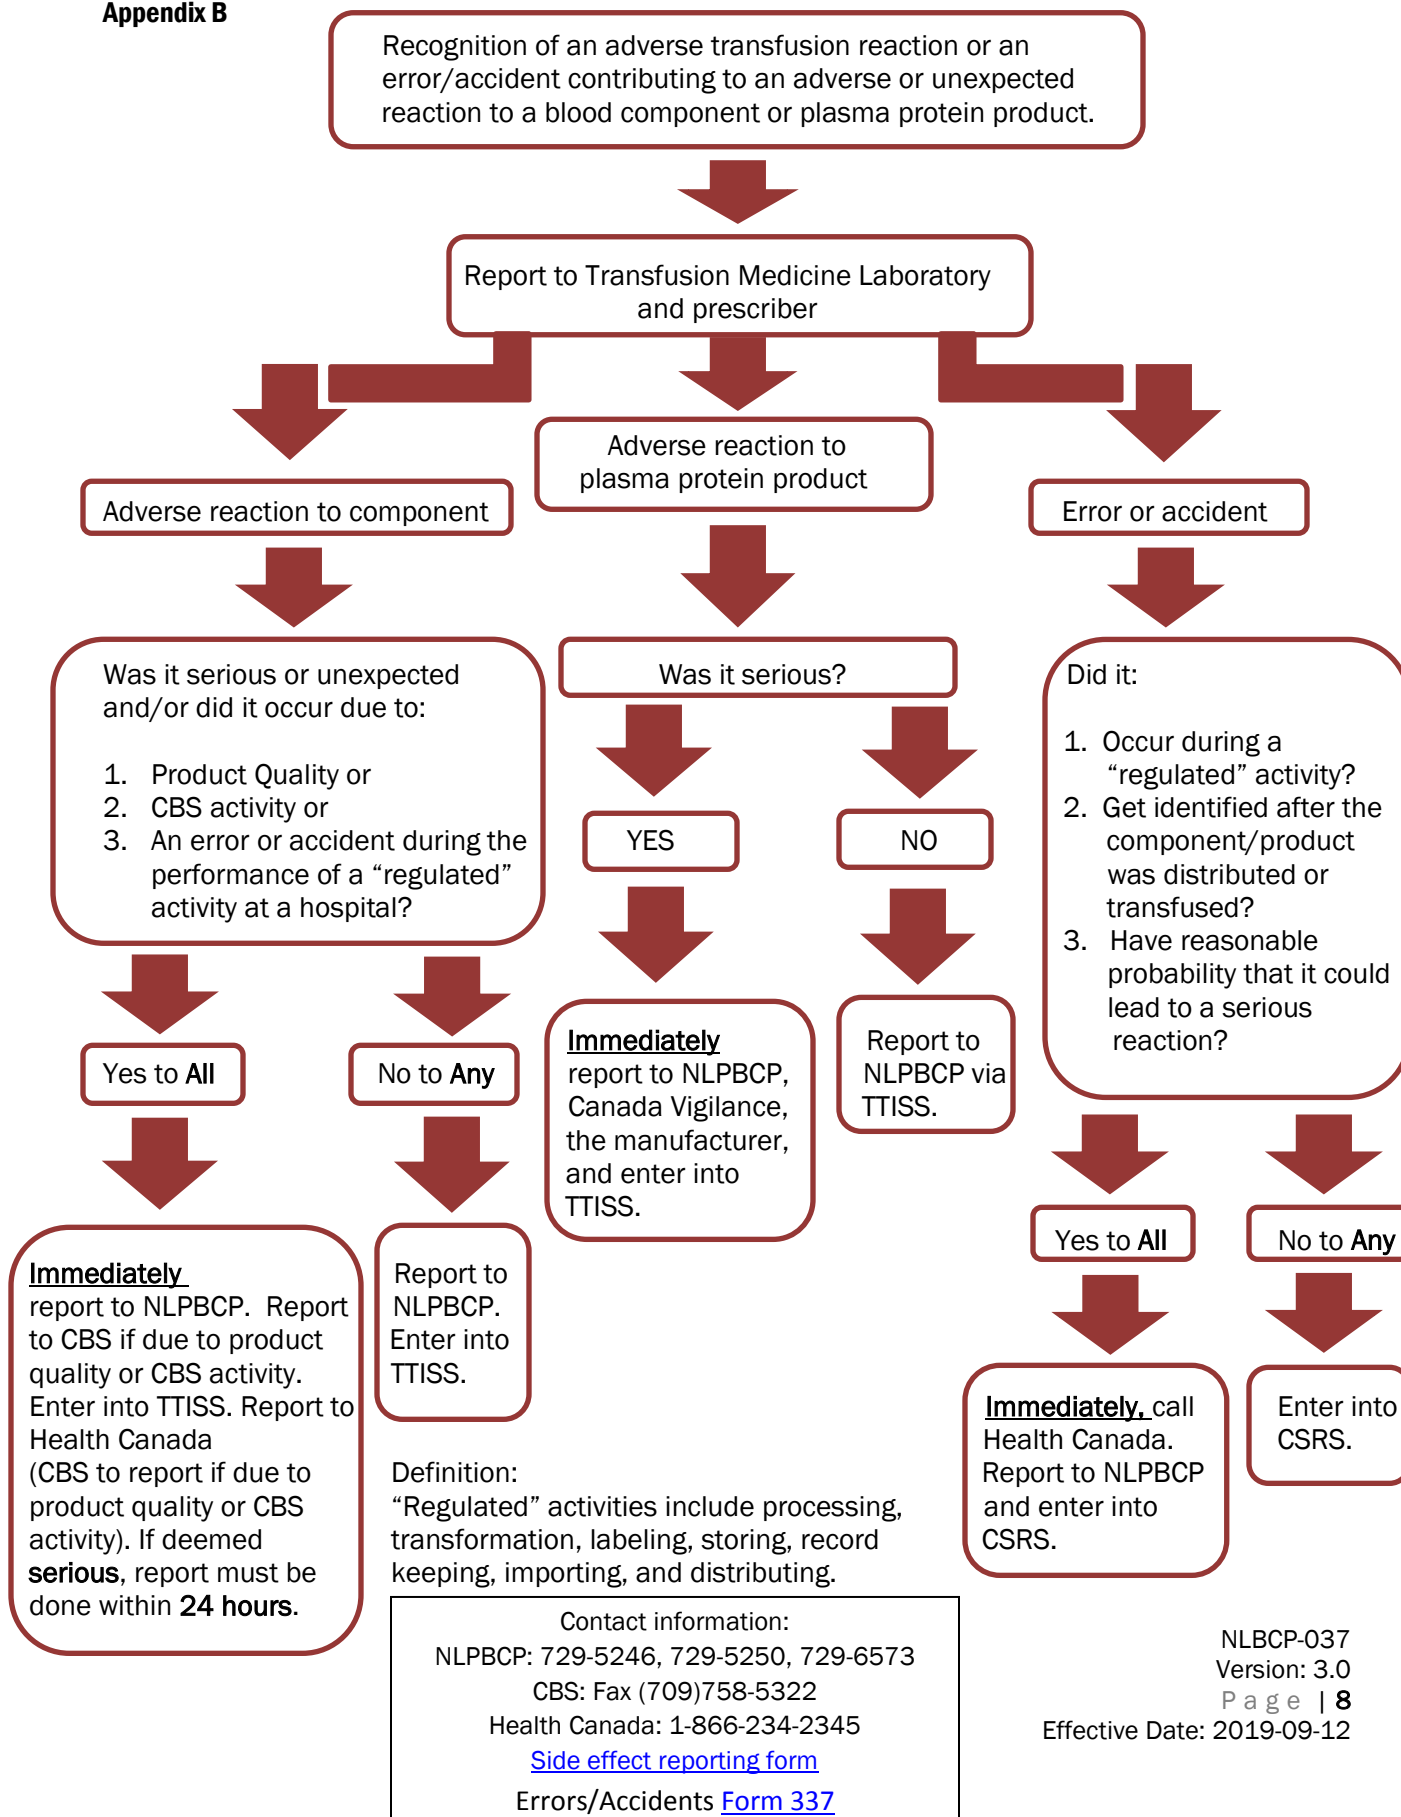 Appendix B
Recognition of an adverse transfusion reaction or an
error/accident contributing to an adverse or unexpected
reaction to a blood component or plasma protein product.
Report to Transfusion Medicine Laboratory
and prescriber
Adverse reaction to component
Adverse reaction to
plasma protein product
Error or accident
Was it serious or unexpected
and/or did it occur due to:
1. Product Quality or
2. CBS activity or
3. An error or accident during the
performance of a “regulated”
activity at a hospital?
Was it serious?
Did it:
1. Occur during a
“regulated” activity?
2. Get identified after the
component/product
was distributed or
transfused?
3. Have reasonable
probability that it could
lead to a serious
reaction?
YES
NO
Yes to All
No to Any
Immediately
report to NLPBCP,
Canada Vigilance,
the manufacturer,
and enter into
TTISS.
Report to
NLPBCP via
TTISS.
Yes to All
No to Any
Immediately
report to NLPBCP. Report
to CBS if due to product
quality or CBS activity.
Enter into TTISS. Report to
Health Canada
(CBS to report if due to
product quality or CBS
activity). If deemed
serious, report must be
done within 24 hours.
Report to
NLPBCP.
Enter into
TTISS.
Immediately, call
Health Canada.
Report to NLPBCP
and enter into
CSRS.
Enter into
CSRS.
Definition:
“Regulated” activities include processing,
transformation, labeling, storing, record
keeping, importing, and distributing.
Contact information:
NLPBCP: 729-5246, 729-5250, 729-6573
CBS: Fax (709)758-5322
Health Canada: 1-866-234-2345
Side effect reporting form
Errors/Accidents Form 337
NLBCP-037
Version: 3.0
Page | 8
Effective Date: 2019-09-12